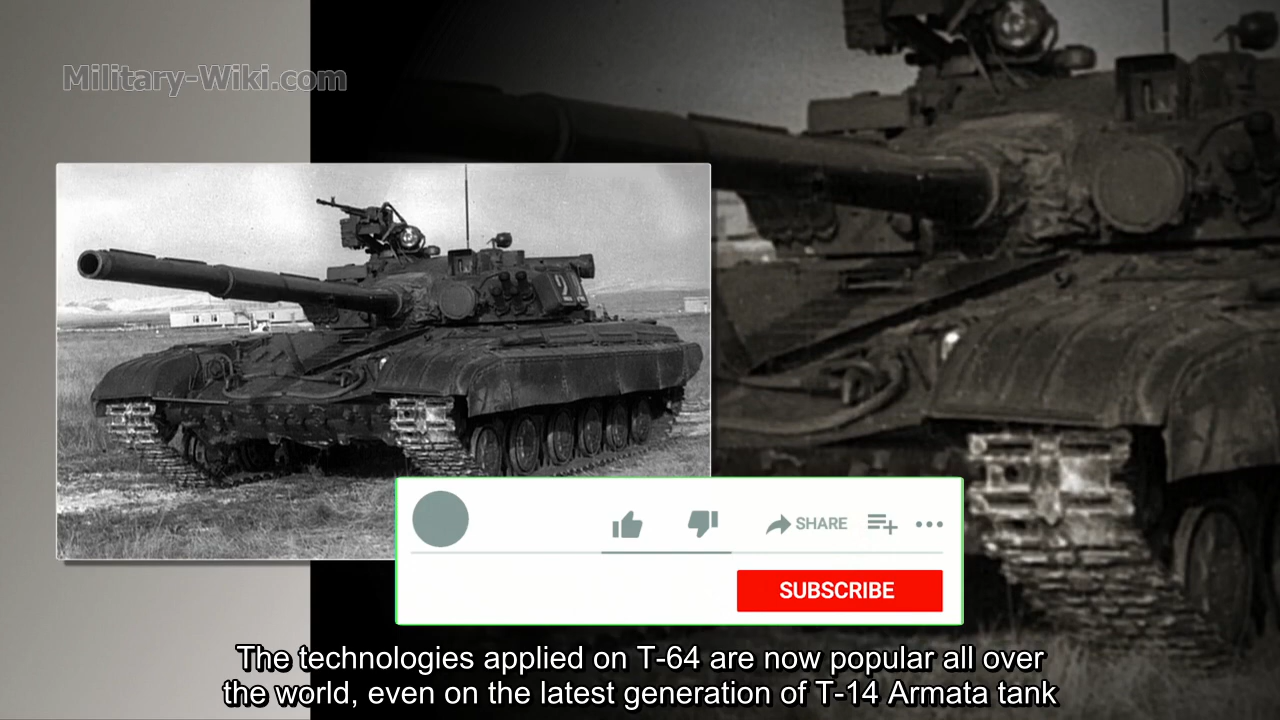 Military-Wiki.com
2
SHARE
SUBSCRIBE
The technologies applied on T-64 are now popular all over
the world, even on the latest generation of T-14 Armata tank